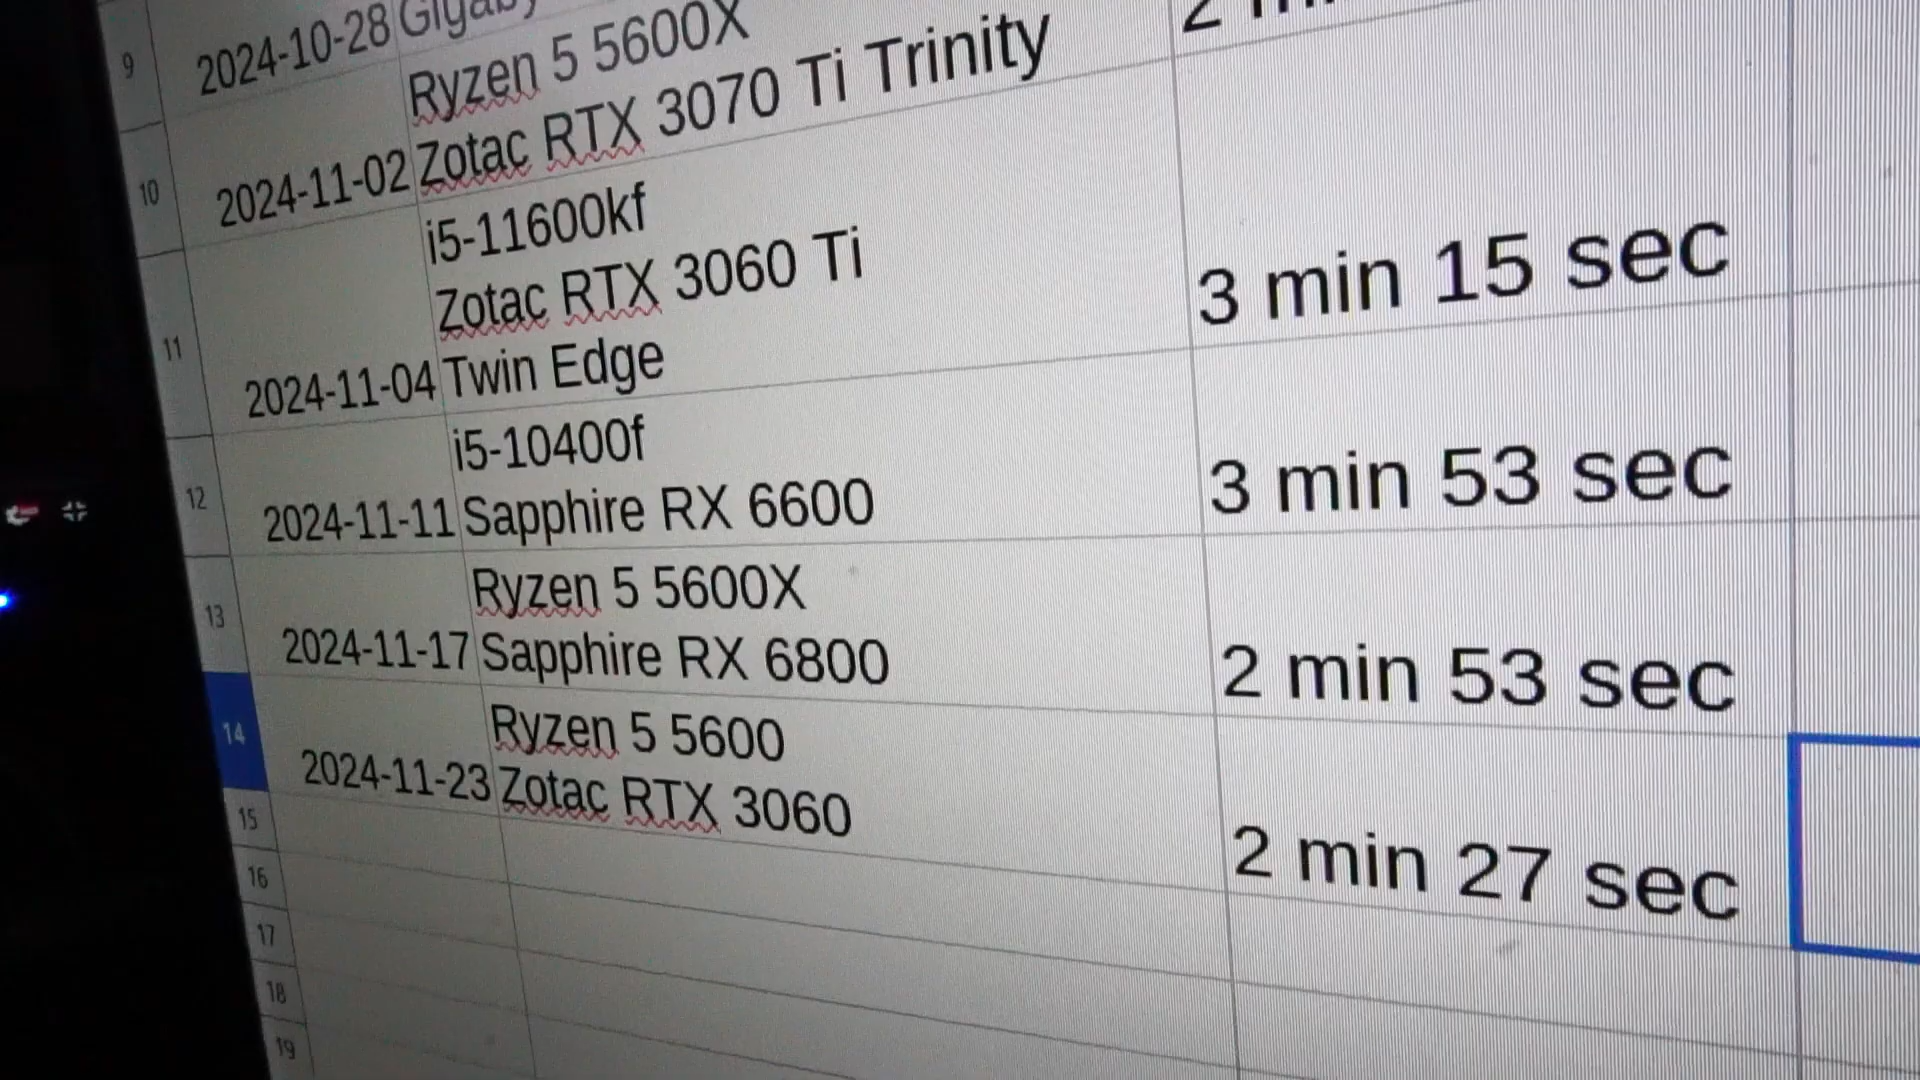 9
2024-10-28
Ryzen 5 5600X
10
2024-11-02 Zotac RTX 3070 Ti Trinity
i5-11600kf
Zotac RTX 3060 Ti
11
2024-11-04 Twin Edge
3 min 15 sec
i5-10400f
12
2024-11-11 Sapphire RX 6600
3 min 53 sec
Ryzen 5 5600X
13
2024-11-17 Sapphire RX 6800
2 min 53 sec
Ryzen 5 5600
14
2024-11-23 Zotac RTX 3060
2 min 27 sec
15
16
17
18
19